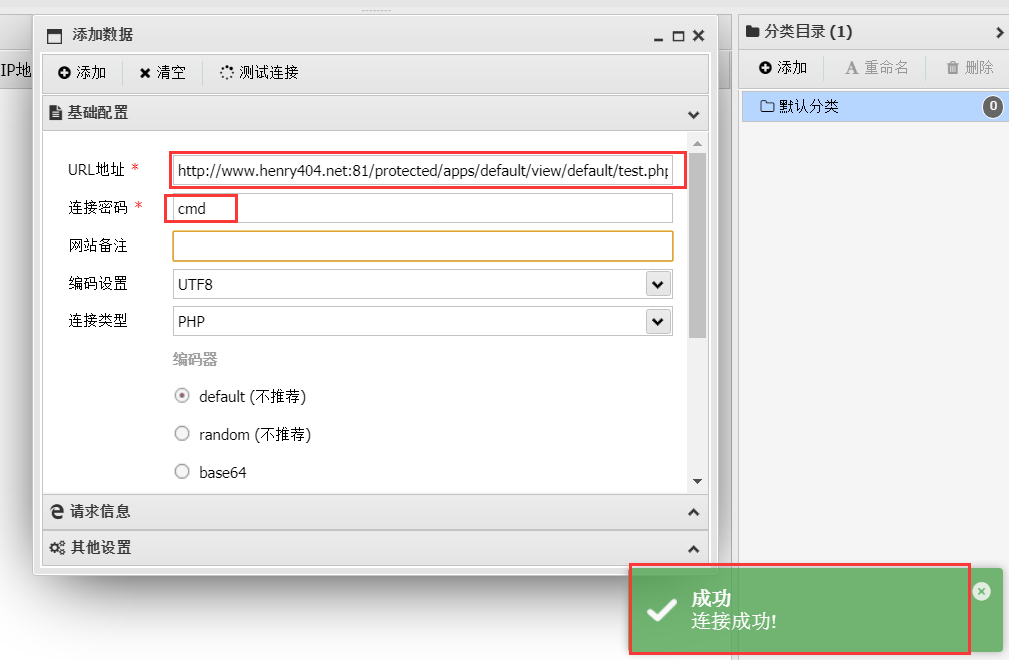 添加数据
添加 清空 测试连接
IP地
基础配置
URL地址 * http://www.henry404.net:81/protected/apps/default/view/default/test.php
连接密码 * cmd
网站备注
编码设置 UTF8
连接类型 PHP
编码器
default (不推荐)
random (不推荐)
base64
请求信息
其他设置
分类目录 (1)
添加 A 重命名 删除
默认分类 0
成功
连接成功!